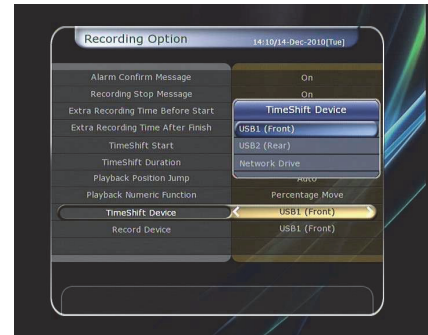 Recording Option 14:10/14-Dec-2010[Tue]
Alarm Confirm Message On
Recording Stop Message On
Extra Recording Time Before Start
Extra Recording Time After Finish
TimeShift Start
TimeShift Duration
Playback Position Jump Auto
Playback Numeric Function Percentage Move
TimeShift Device USB1 (Front)
Record Device USB1 (Front)
TimeShift Device
USB1 (Front)
USB2 (Rear)
Network Drive